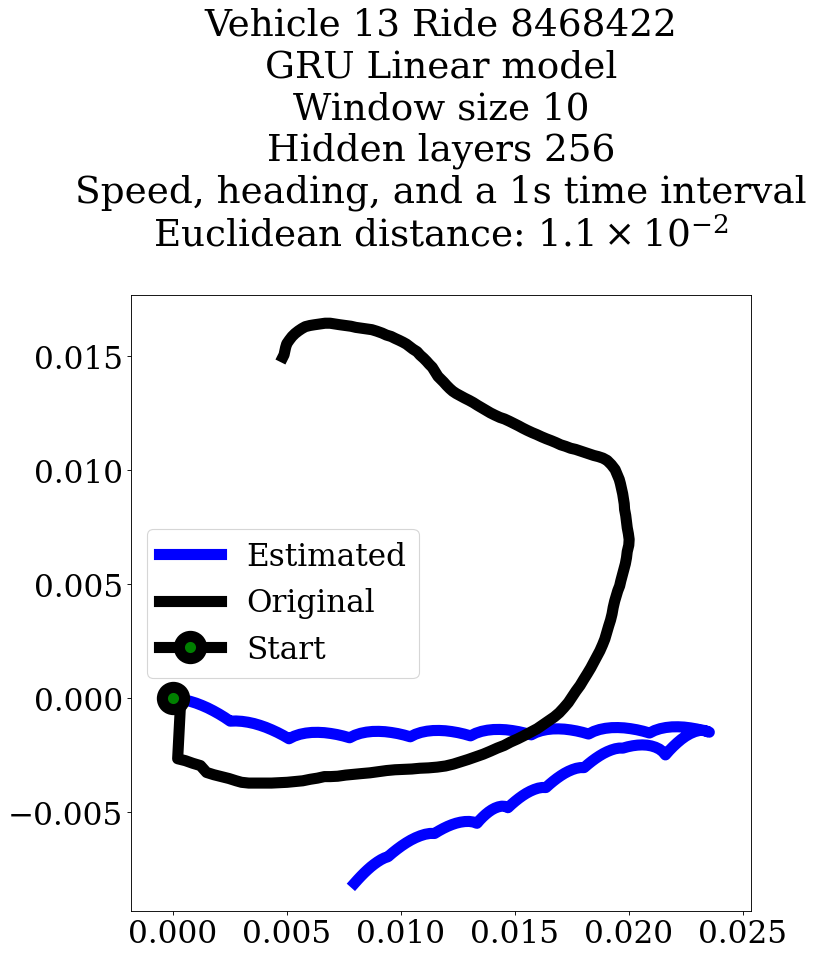 Vehicle 13 Ride 8468422
GRU Linear model
Window size 10
Hidden layers 256
Speed, heading, and a 1s time interval
Euclidean distance: 1.1 × 10⁻²
0.015
0.010
0.005
0.000
−0.005
Estimated
Original
Start
0.000 0.005 0.010 0.015 0.020 0.025